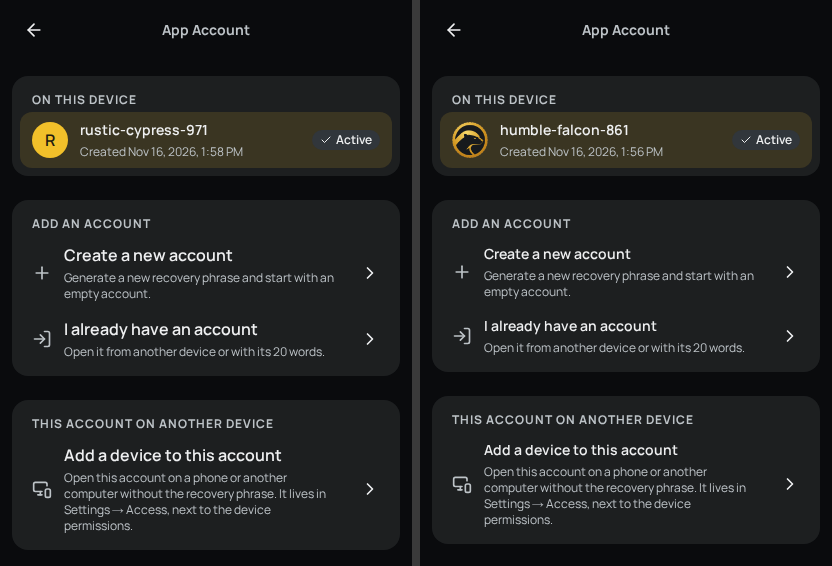 App Account
ON THIS DEVICE
R
rustic-cypress-971
Created Nov 16, 2026, 1:58 PM
Active
ADD AN ACCOUNT
Create a new account
Generate a new recovery phrase and start with an
empty account.
I already have an account
Open it from another device or with its 20 words.
THIS ACCOUNT ON ANOTHER DEVICE
Add a device to this account
Open this account on a phone or another
computer without the recovery phrase. It lives in
Settings → Access, next to the device
permissions.
App Account
ON THIS DEVICE
humble-falcon-861
Created Nov 16, 2026, 1:56 PM
Active
ADD AN ACCOUNT
Create a new account
Generate a new recovery phrase and start with an
empty account.
I already have an account
Open it from another device or with its 20 words.
THIS ACCOUNT ON ANOTHER DEVICE
Add a device to this account
Open this account on a phone or another
computer without the recovery phrase. It lives in
Settings → Access, next to the device
permissions.